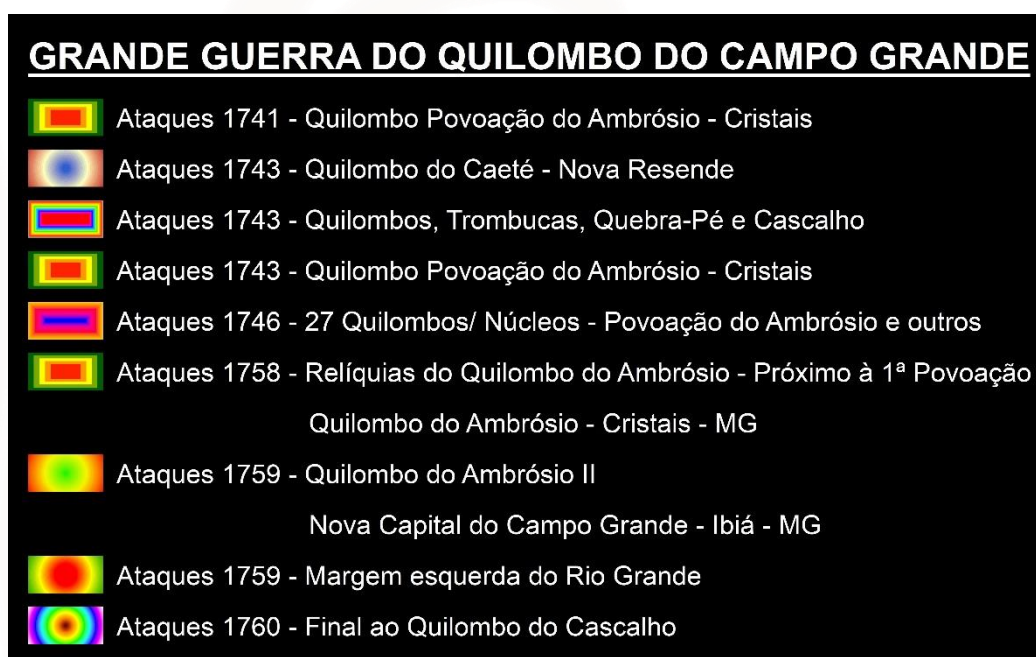 GRANDE GUERRA DO QUILOMBO DO CAMPO GRANDE
Ataques 1741 - Quilombo Povoação do Ambrósio - Cristais
Ataques 1743 - Quilombo do Caeté - Nova Resende
Ataques 1743 - Quilombos, Trombucas, Quebra-Pé e Cascalho
Ataques 1743 - Quilombo Povoação do Ambrósio - Cristais
Ataques 1746 - 27 Quilombos/ Núcleos - Povoação do Ambrósio e outros
Ataques 1758 - Relíquias do Quilombo do Ambrósio - Próximo à 1ª Povoação
Quilombo do Ambrósio - Cristais - MG
Ataques 1759 - Quilombo do Ambrósio II
Nova Capital do Campo Grande - Ibiá - MG
Ataques 1759 - Margem esquerda do Rio Grande
Ataques 1760 - Final ao Quilombo do Cascalho